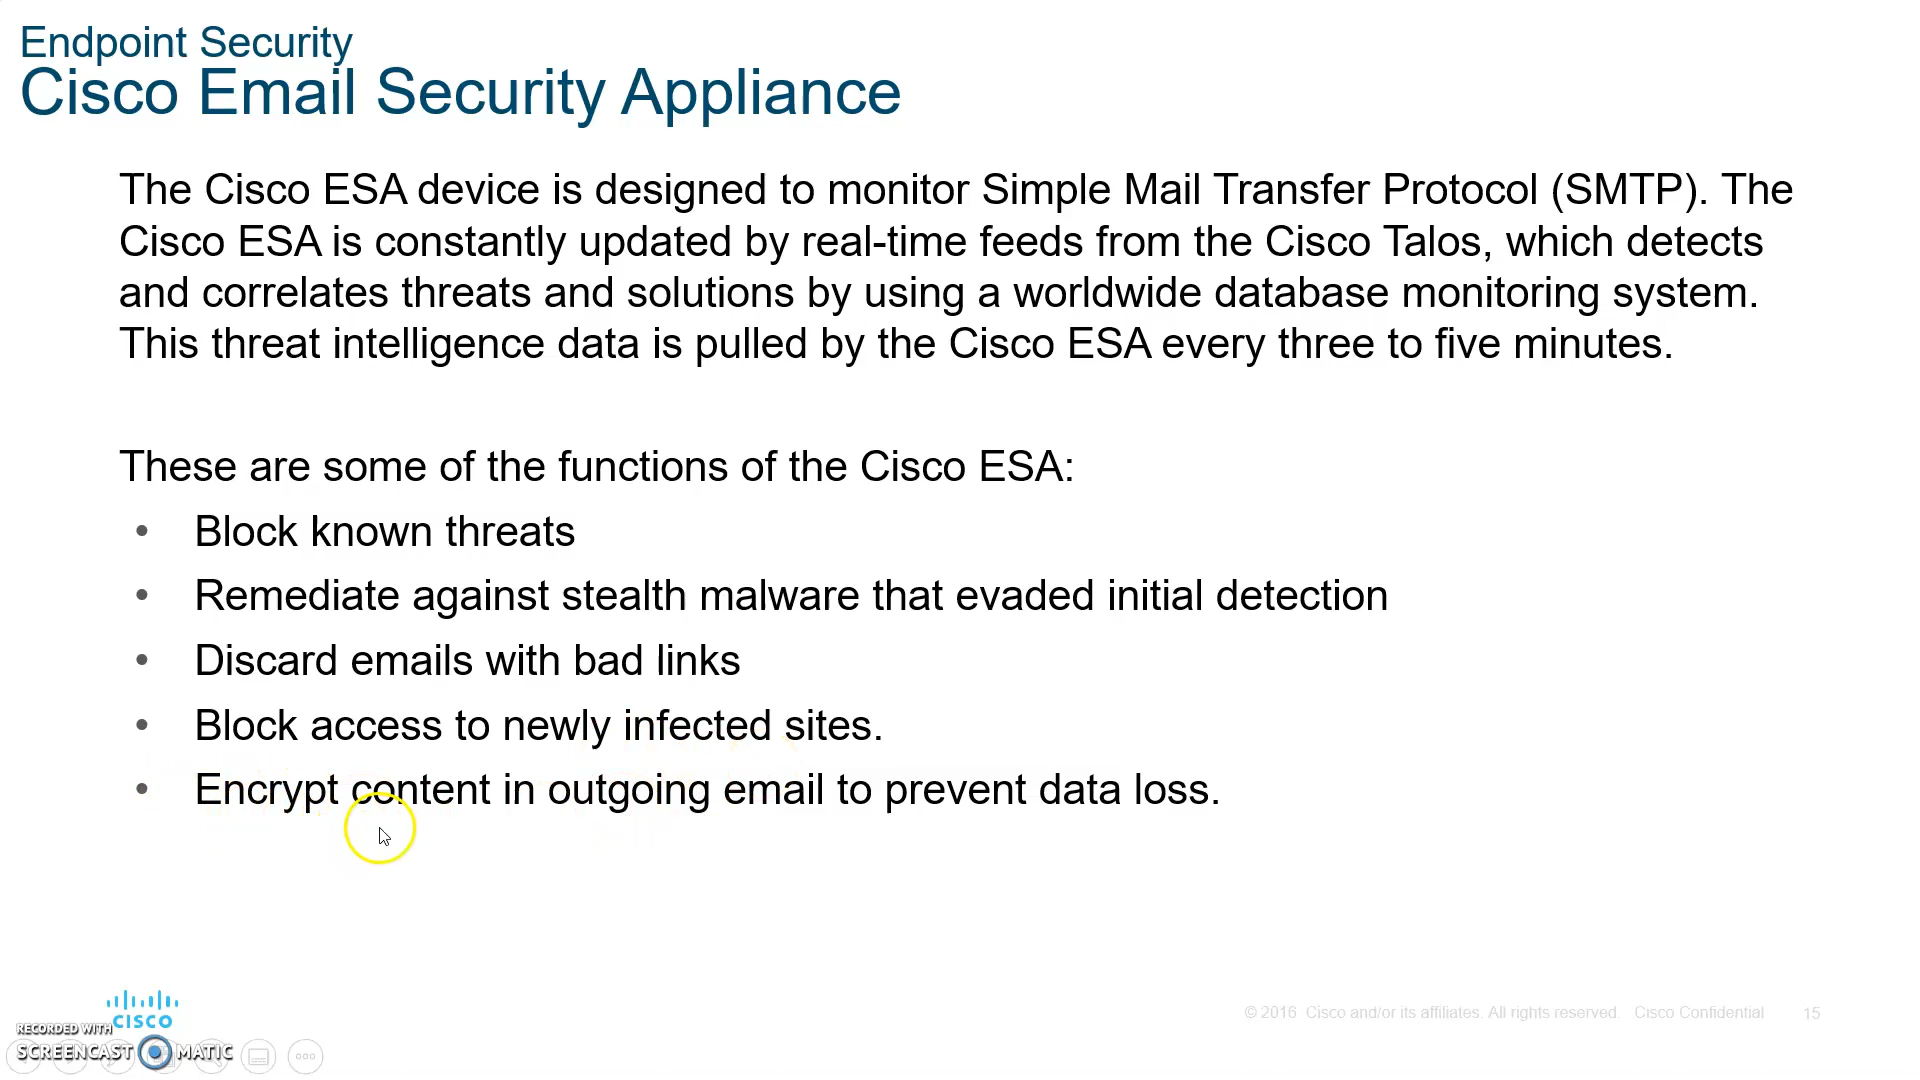 Endpoint Security
Cisco Email Security Appliance
The Cisco ESA device is designed to monitor Simple Mail Transfer Protocol (SMTP). The
Cisco ESA is constantly updated by real-time feeds from the Cisco Talos, which detects
and correlates threats and solutions by using a worldwide database monitoring system.
This threat intelligence data is pulled by the Cisco ESA every three to five minutes.
These are some of the functions of the Cisco ESA:
• Block known threats
• Remediate against stealth malware that evaded initial detection
• Discard emails with bad links
• Block access to newly infected sites.
• Encrypt content in outgoing email to prevent data loss.
CISCO
© 2016 Cisco and/or its affiliates. All rights reserved. Cisco Confidential 15
RECORDED WITH
SCREENCAST MATIC